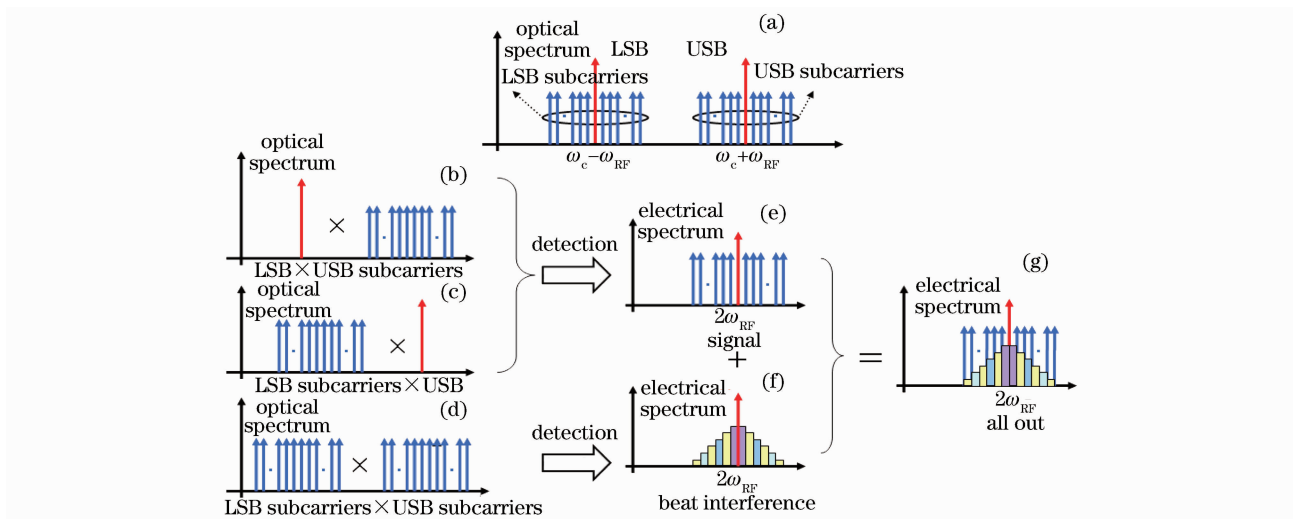 (a)
optical
spectrum
LSB
USB
LSB subcarriers
USB subcarriers
ω_c−ω_RF
ω_c+ω_RF
optical
spectrum
(b)
×
LSB×USB subcarriers
optical
spectrum
(c)
×
LSB subcarriers×USB
optical
spectrum
(d)
×
LSB subcarriers×USB subcarriers
detection
detection
electrical
spectrum
(e)
2ω_RF
signal
+
electrical
spectrum
(f)
2ω_RF
beat interference
=
(g)
electrical
spectrum
2ω_RF
all out